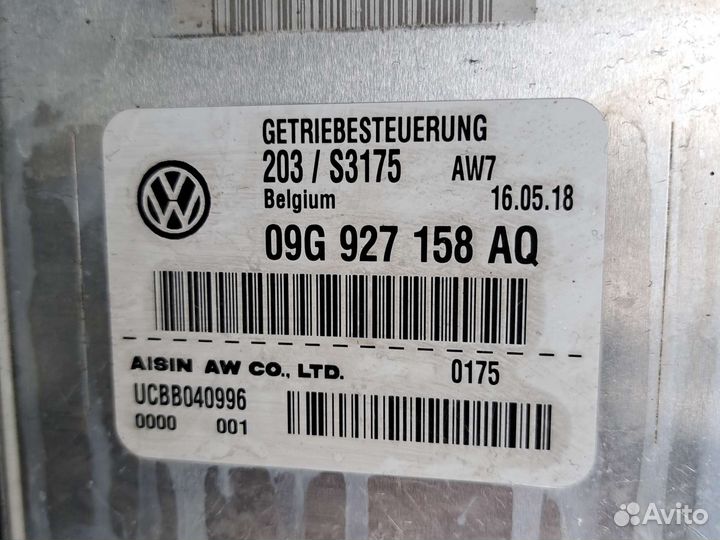 GETRIEBESTEUERUNG
203 / S3175 AW7
Belgium 16.05.18
09G 927 158 AQ
AISIN AW CO., LTD. 0175
UCBB040996
0000 001
Avito